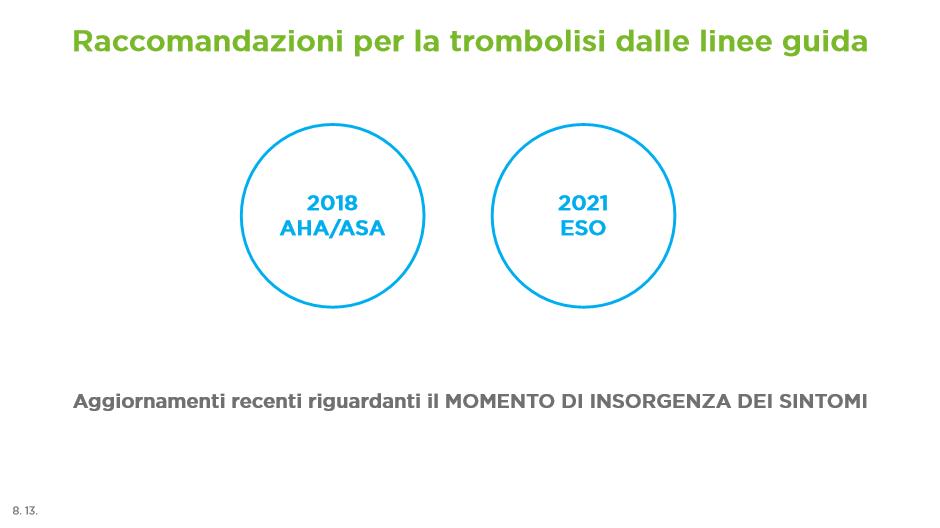 Raccomandazioni per la trombolisi dalle linee guida
2018
AHA/ASA
2021
ESO
Aggiornamenti recenti riguardanti il MOMENTO DI INSORGENZA DEI SINTOMI
8. 13.